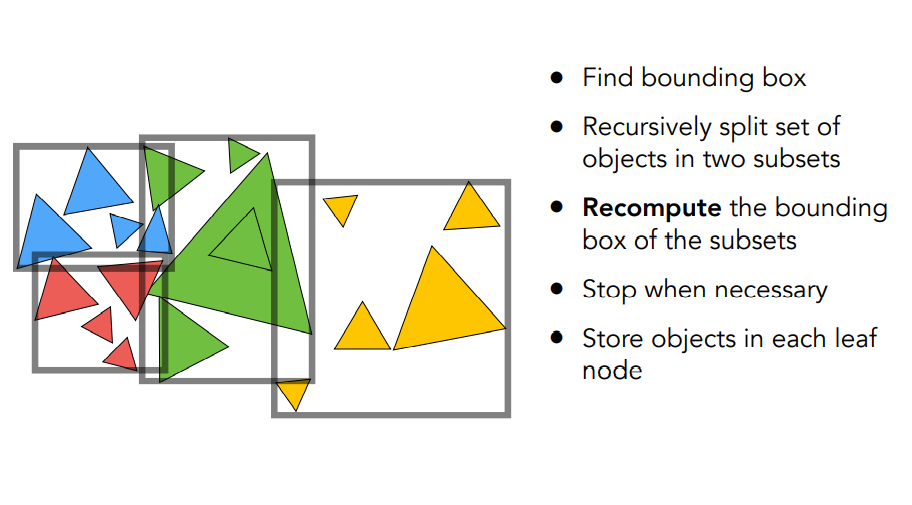 ● Find bounding box
● Recursively split set of
objects in two subsets
● Recompute the bounding
box of the subsets
● Stop when necessary
● Store objects in each leaf
node